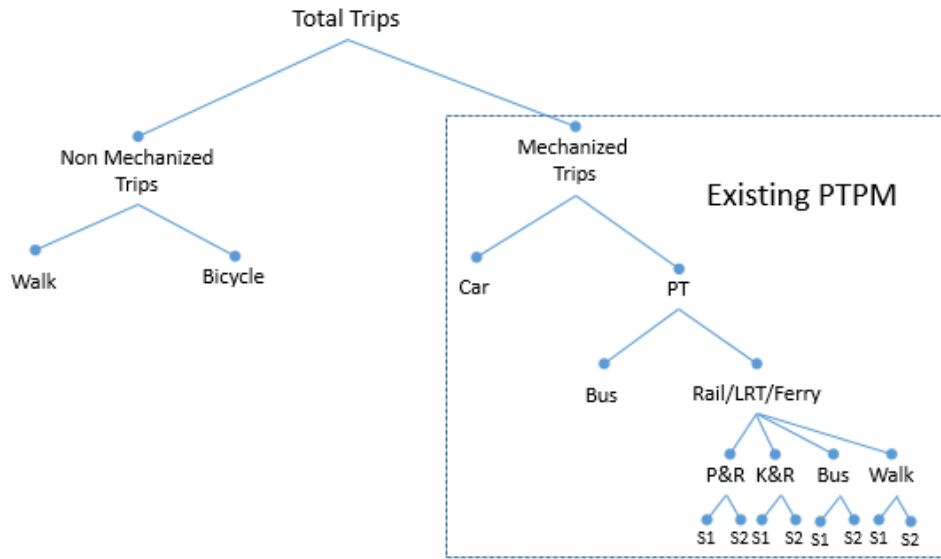 Total Trips
Non Mechanized
Trips
Mechanized
Trips
Existing PTPM
Walk
Bicycle
Car
PT
Bus
Rail/LRT/Ferry
P&R K&R Bus Walk
S1 S2 S1 S2 S1 S2 S1 S2